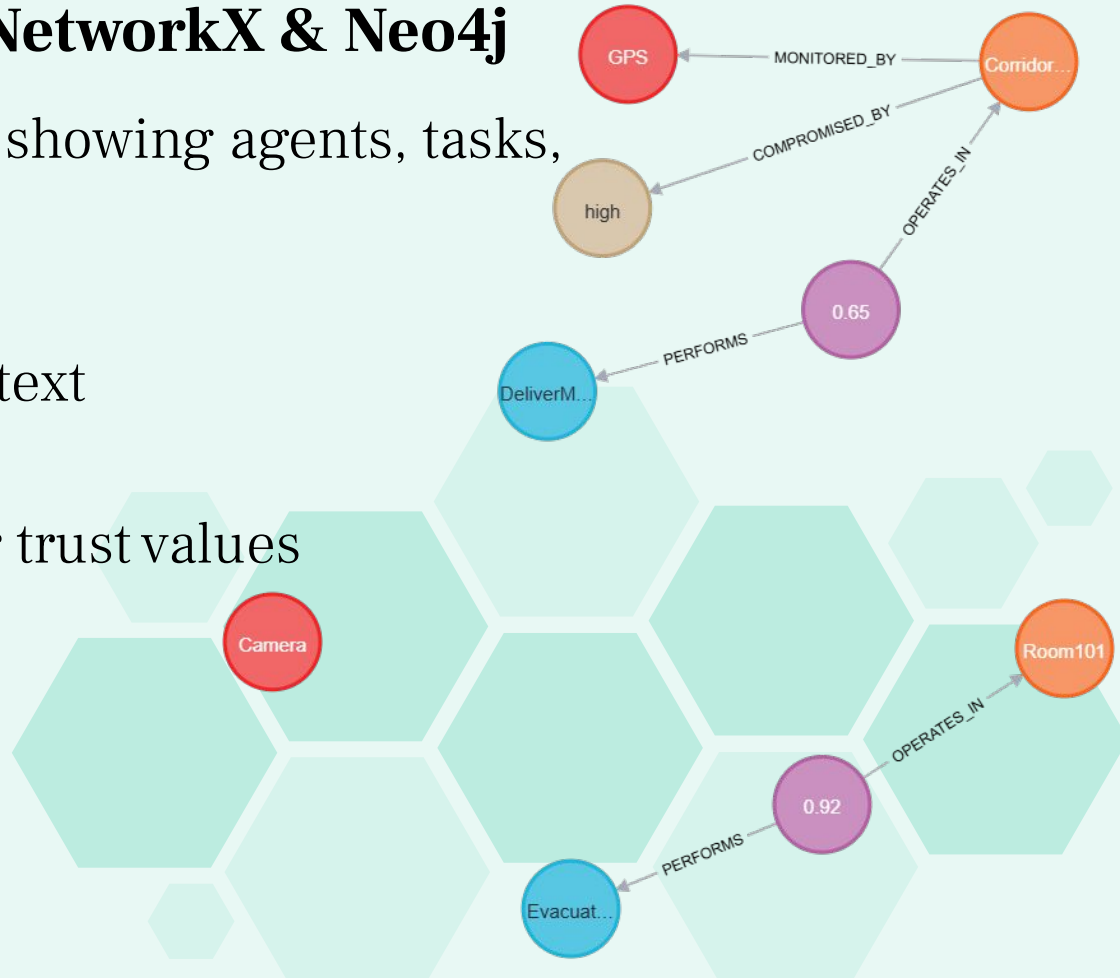 NetworkX & Neo4j
showing agents, tasks,
text
trust values
GPS
MONITORED_BY
Corridor...
COMPROMISED_BY
high
OPERATES_IN
0.65
PERFORMS
DeliverM...
Camera
Room101
OPERATES_IN
0.92
PERFORMS
Evacuat...